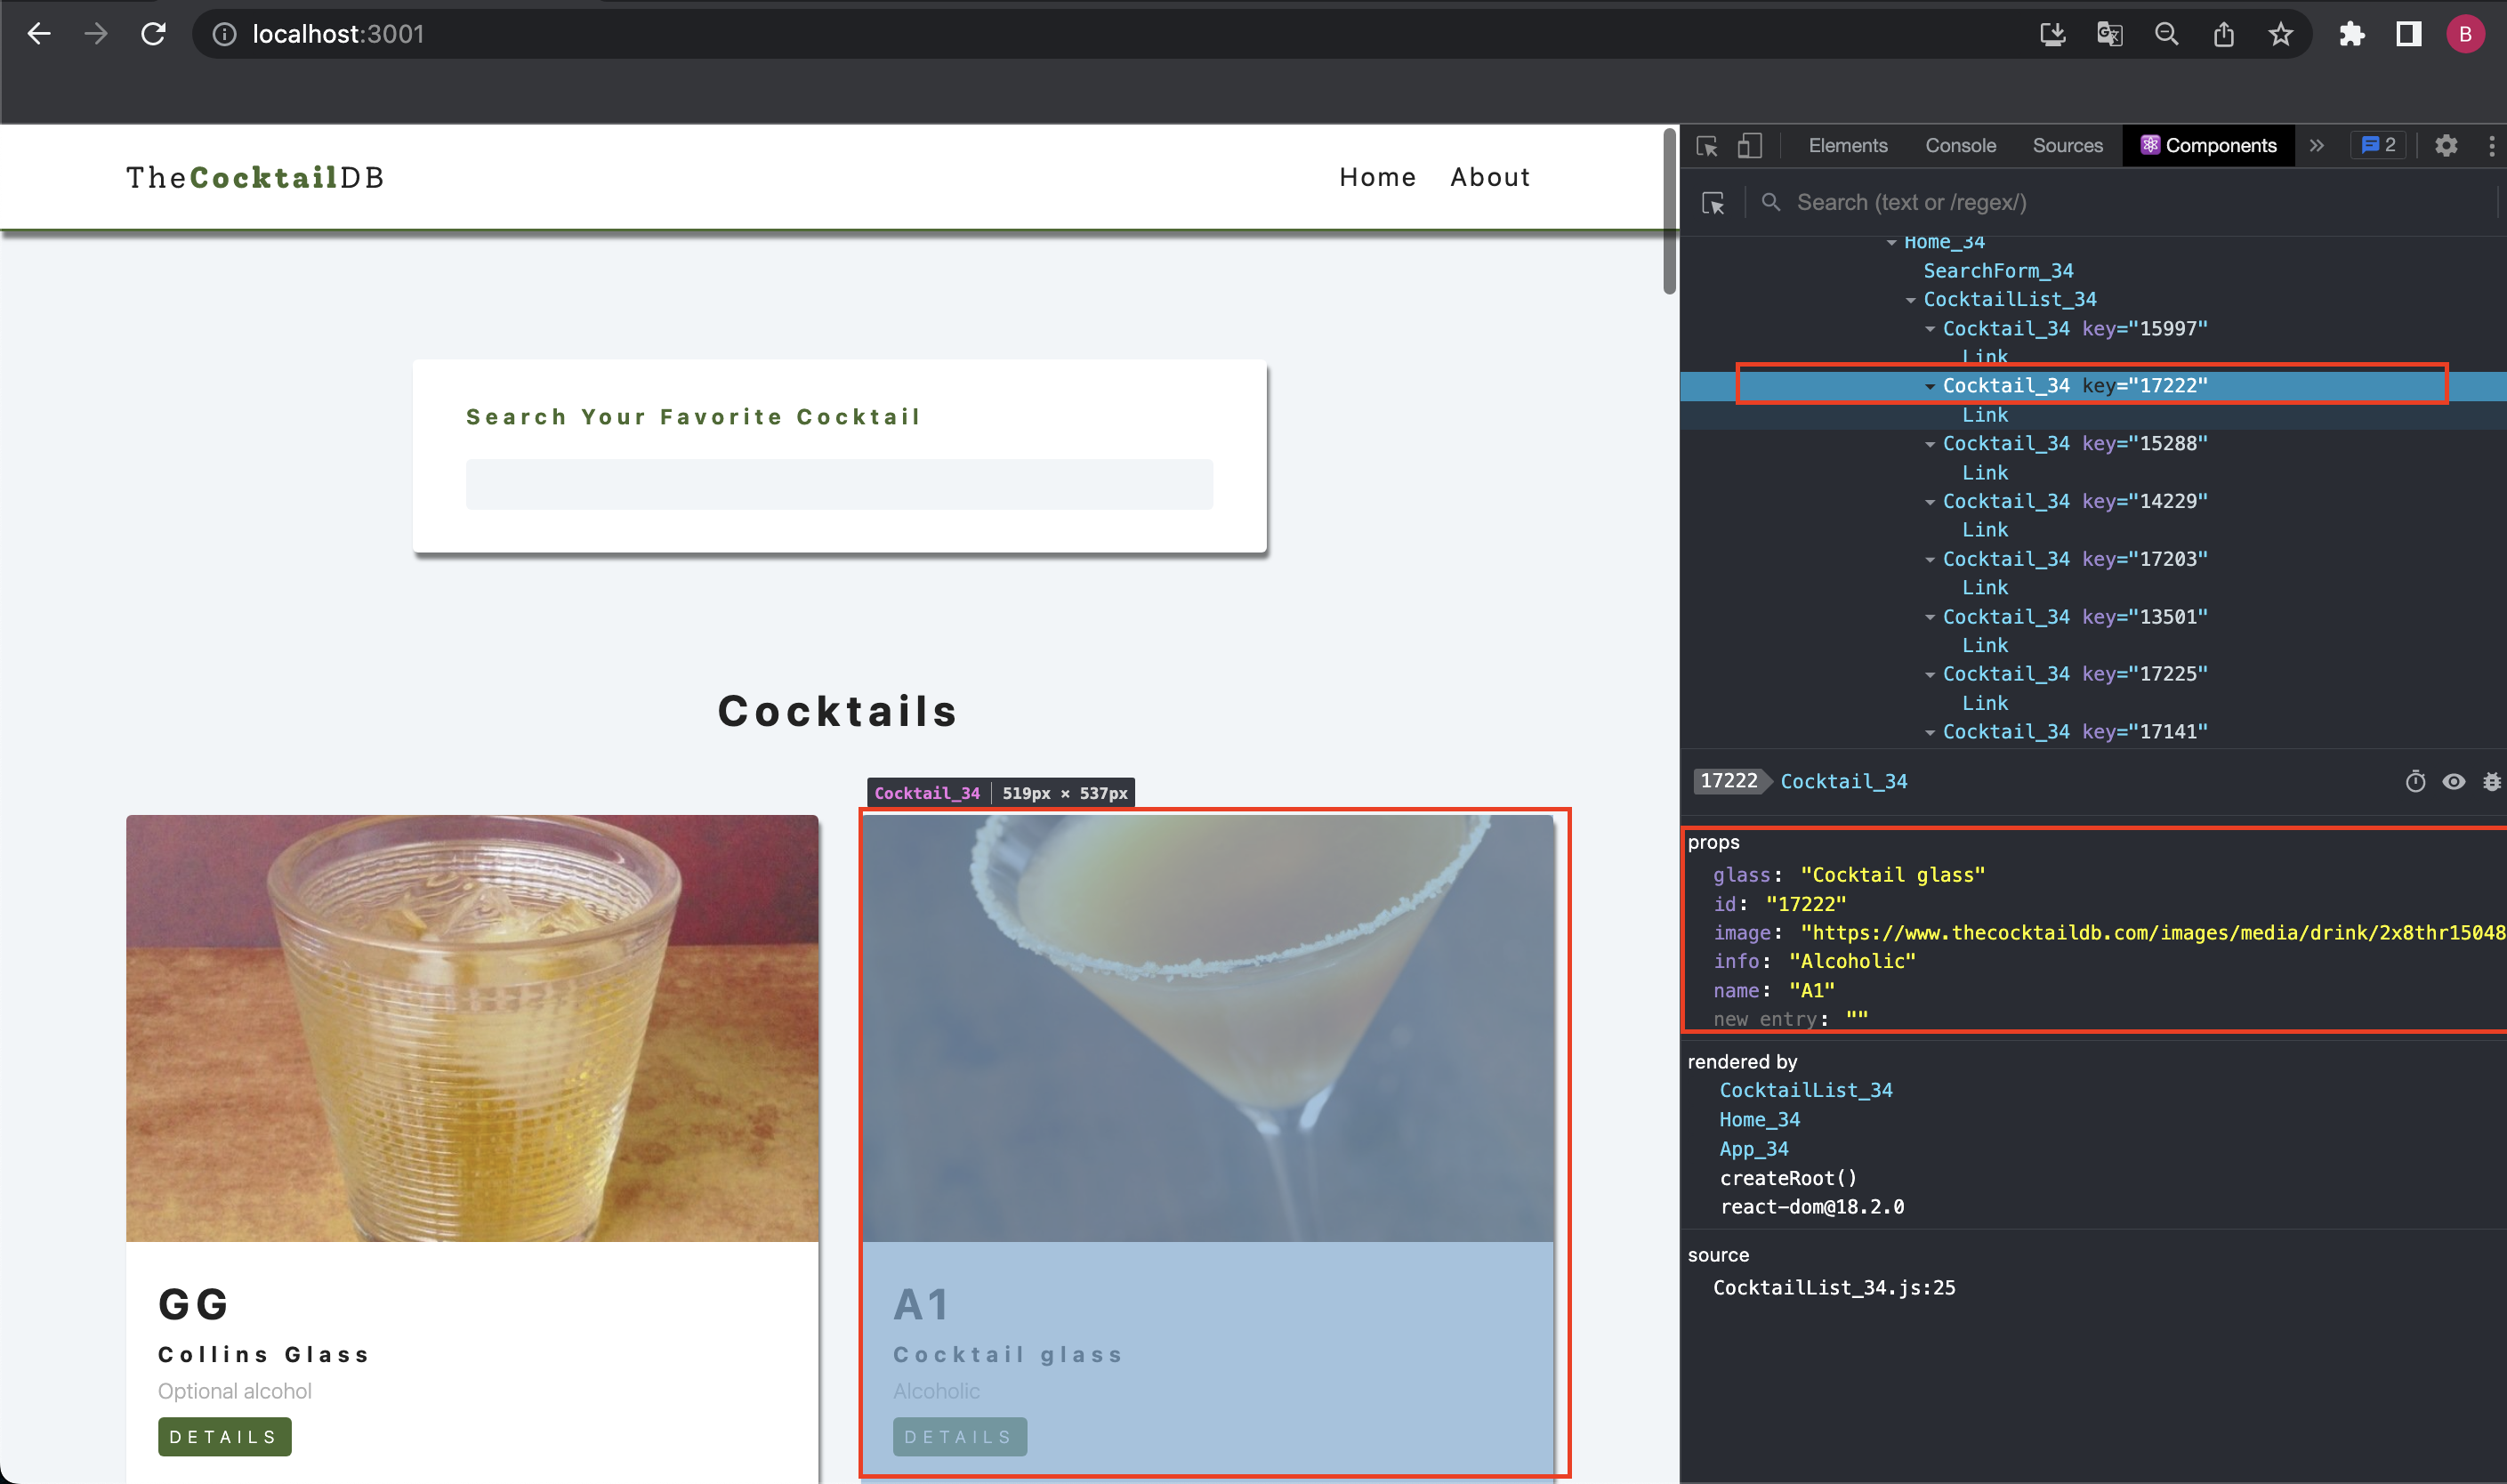 localhost:3001
B
TheCocktailDB
Home About
Search Your Favorite Cocktail
Cocktails
Cocktail_34 519px × 537px
GG
Collins Glass
Optional alcohol
DETAILS
A1
Cocktail glass
Alcoholic
DETAILS
Elements Console Sources Components 2
Search (text or /regex/)
Home_34
SearchForm_34
CocktailList_34
Cocktail_34 key="15997"
Link
Cocktail_34 key="17222"
Link
Cocktail_34 key="15288"
Link
Cocktail_34 key="14229"
Link
Cocktail_34 key="17203"
Link
Cocktail_34 key="13501"
Link
Cocktail_34 key="17225"
Link
Cocktail_34 key="17141"
17222 Cocktail_34
props
glass: "Cocktail glass"
id: "17222"
image: "https://www.thecocktaildb.com/images/media/drink/2x8thr15048
info: "Alcoholic"
name: "A1"
new entry: ""
rendered by
CocktailList_34
Home_34
App_34
createRoot()
react-dom@18.2.0
source
CocktailList_34.js:25